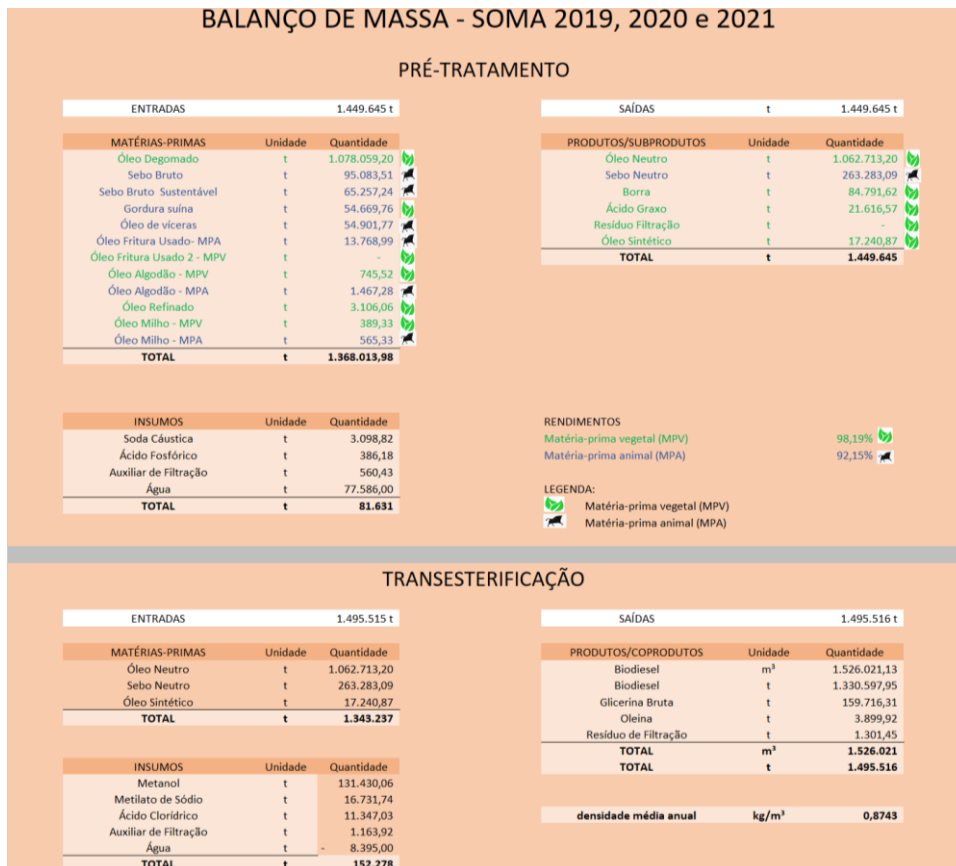 BALANÇO DE MASSA - SOMA 2019, 2020 e 2021
PRÉ-TRATAMENTO
ENTRADAS 1.449.645 t
MATÉRIAS-PRIMAS Unidade Quantidade
Óleo Degomado t 1.078.059,20
Sebo Bruto t 95.083,51
Sebo Bruto Sustentável t 65.257,24
Gordura suína t 54.669,76
Óleo de víceras t 54.901,77
Óleo Fritura Usado- MPA t 13.768,99
Óleo Fritura Usado 2 - MPV t -
Óleo Algodão - MPV t 745,52
Óleo Algodão - MPA t 1.467,28
Óleo Refinado t 3.106,06
Óleo Milho - MPV t 389,33
Óleo Milho - MPA t 565,33
TOTAL t 1.368.013,98
SAÍDAS t 1.449.645 t
PRODUTOS/SUBPRODUTOS Unidade Quantidade
Óleo Neutro t 1.062.713,20
Sebo Neutro t 263.283,09
Borra t 84.791,62
Ácido Graxo t 21.616,57
Resíduo Filtração t -
Óleo Sintético t 17.240,87
TOTAL t 1.449.645
INSUMOS Unidade Quantidade
Soda Cáustica t 3.098,82
Ácido Fosfórico t 386,18
Auxiliar de Filtração t 560,43
Água t 77.586,00
TOTAL t 81.631
RENDIMENTOS
Matéria-prima vegetal (MPV) 98,19%
Matéria-prima animal (MPA) 92,15%
LEGENDA:
Matéria-prima vegetal (MPV)
Matéria-prima animal (MPA)
TRANSESTERIFICAÇÃO
ENTRADAS 1.495.515 t
MATÉRIAS-PRIMAS Unidade Quantidade
Óleo Neutro t 1.062.713,20
Sebo Neutro t 263.283,09
Óleo Sintético t 17.240,87
TOTAL t 1.343.237
INSUMOS Unidade Quantidade
Metanol t 131.430,06
Metilato de Sódio t 16.731,74
Ácido Clorídrico t 11.347,03
Auxiliar de Filtração t 1.163,92
Água t - 8.395,00
TOTAL t 152.278
SAÍDAS 1.495.516 t
PRODUTOS/COPRODUTOS Unidade Quantidade
Biodiesel m³ 1.526.021,13
Biodiesel t 1.330.597,95
Glicerina Bruta t 159.716,31
Oleina t 3.899,92
Resíduo de Filtração t 1.301,45
TOTAL m³ 1.526.021
TOTAL t 1.495.516
densidade média anual kg/m³ 0,8743